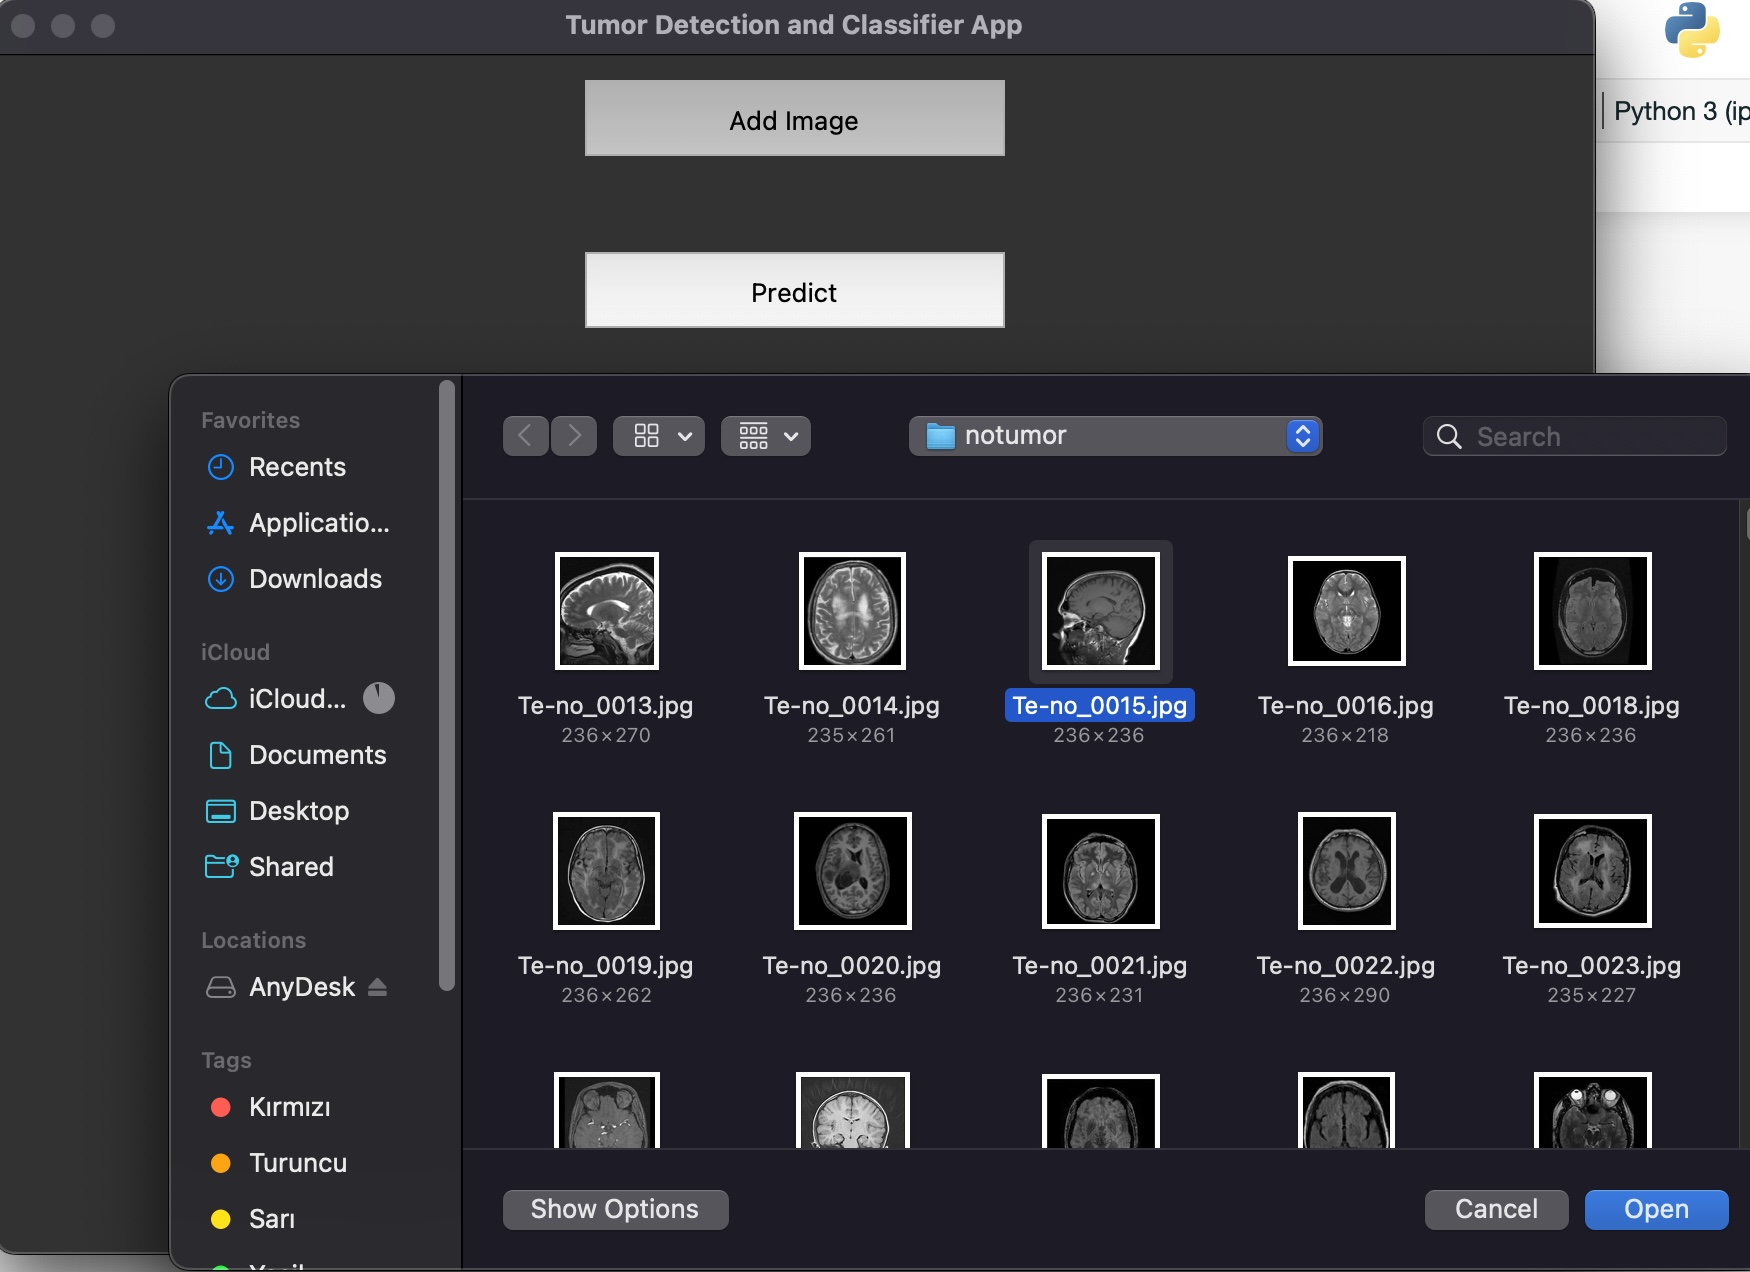 Tumor Detection and Classifier App
Python 3 (ip
Add Image
Predict
Favorites
Recents
Applicatio...
Downloads
iCloud
iCloud...
Documents
Desktop
Shared
Locations
AnyDesk
Tags
Kırmızı
Turuncu
Sarı
notumor
Search
Te-no_0013.jpg Te-no_0014.jpg Te-no_0015.jpg Te-no_0016.jpg Te-no_0018.jpg
236×270 235×261 236×236 236×218 236×236
Te-no_0019.jpg Te-no_0020.jpg Te-no_0021.jpg Te-no_0022.jpg Te-no_0023.jpg
236×262 236×236 236×231 236×290 235×227
Show Options
Cancel
Open